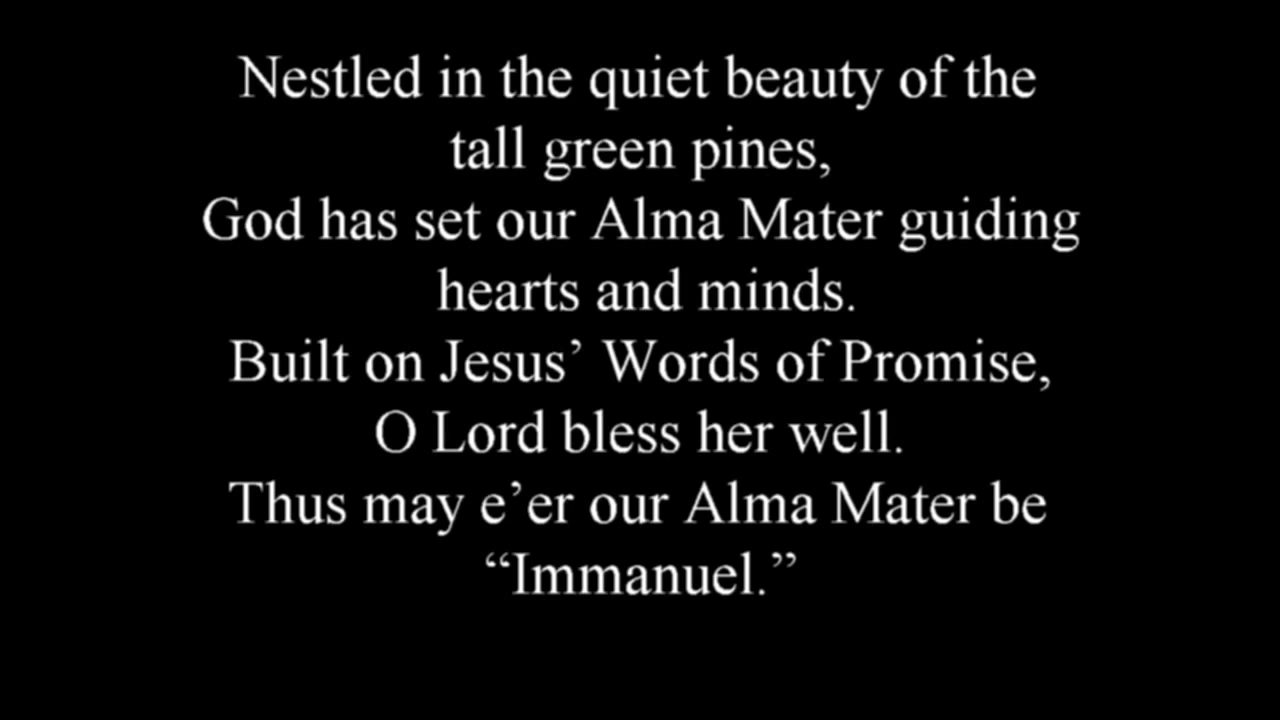 Nestled in the quiet beauty of the
tall green pines,
God has set our Alma Mater guiding
hearts and minds.
Built on Jesus’ Words of Promise,
O Lord bless her well.
Thus may e’er our Alma Mater be
“Immanuel.”